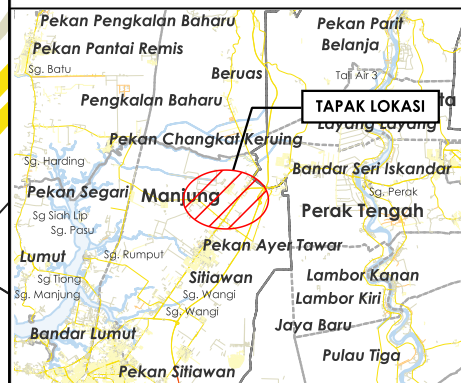 Pekan Pengkalan Baharu
Pekan Parit
Belanja
Pekan Pantai Remis
Sg. Batu
Beruas
Tali Air 3
Pengkalan Baharu
TAPAK LOKASI
ta
Layang Layang
Pekan Changkat Keruing
Sg. Harding
Bandar Seri Iskandar
Pekan Segari
Manjung
Sg. Perak
Sg Siah Lip
Perak Tengah
Sg. Pasu
Pekan Ayer Tawar
Lumut
Sg. Rumput
Sg Tiong
Sitiawan
Lambor Kanan
Sg. Manjung
Sg. Wangi
Lambor Kiri
Sg. Wangi
Jaya Baru
Bandar Lumut
Pulau Tiga
Pekan Sitiawan